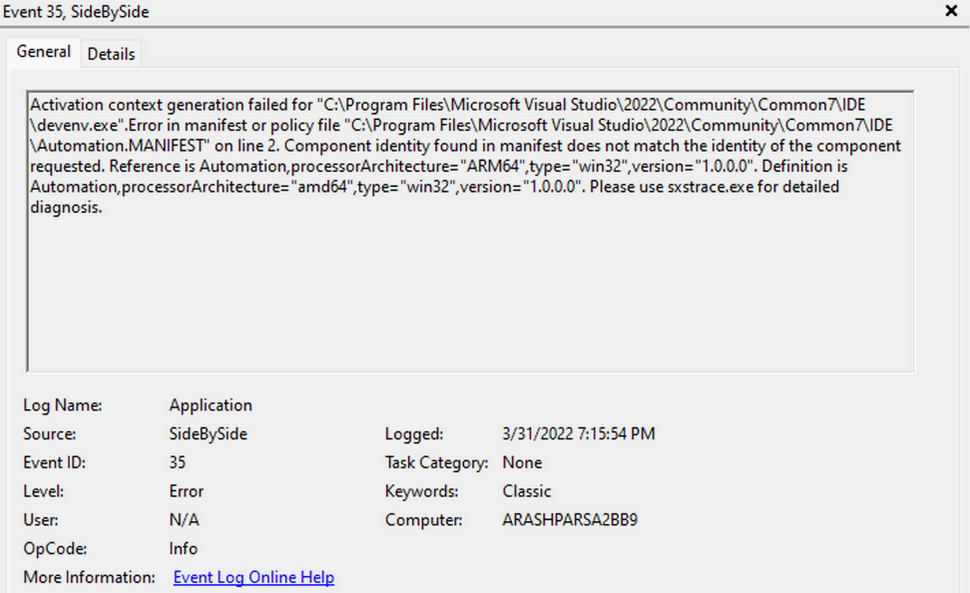 Event 35, SideBySide
General Details
Activation context generation failed for "C:\Program Files\Microsoft Visual Studio\2022\Community\Common7\IDE
\devenv.exe".Error in manifest or policy file "C:\Program Files\Microsoft Visual Studio\2022\Community\Common7\IDE
\Automation.MANIFEST" on line 2. Component identity found in manifest does not match the identity of the component
requested. Reference is Automation,processorArchitecture="ARM64",type="win32",version="1.0.0.0". Definition is
Automation,processorArchitecture="amd64",type="win32",version="1.0.0.0". Please use sxstrace.exe for detailed
diagnosis.
Log Name: Application
Source: SideBySide Logged: 3/31/2022 7:15:54 PM
Event ID: 35 Task Category: None
Level: Error Keywords: Classic
User: N/A Computer: ARASHPARSA2BB9
OpCode: Info
More Information: Event Log Online Help